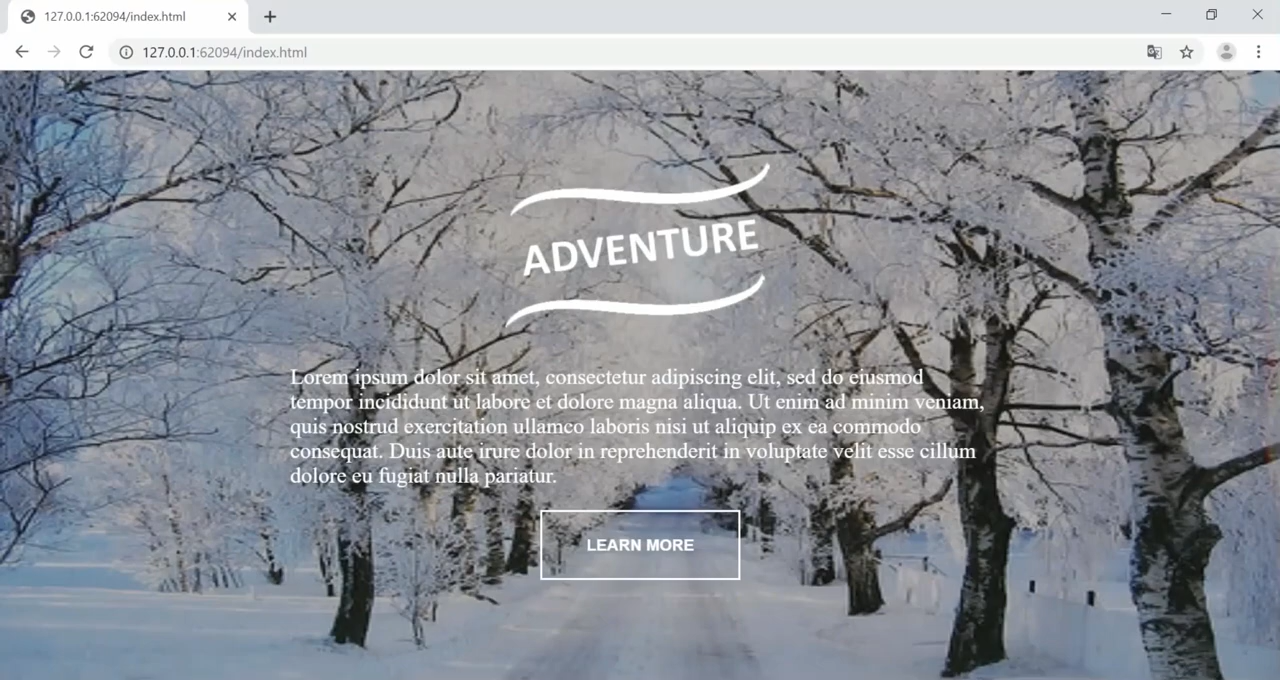 127.0.0.1:62094/index.html
127.0.0.1:62094/index.html
ADVENTURE
Lorem ipsum dolor sit amet, consectetur adipiscing elit, sed do eiusmod
tempor incididunt ut labore et dolore magna aliqua. Ut enim ad minim veniam,
quis nostrud exercitation ullamco laboris nisi ut aliquip ex ea commodo
consequat. Duis aute irure dolor in reprehenderit in voluptate velit esse cillum
dolore eu fugiat nulla pariatur.
LEARN MORE